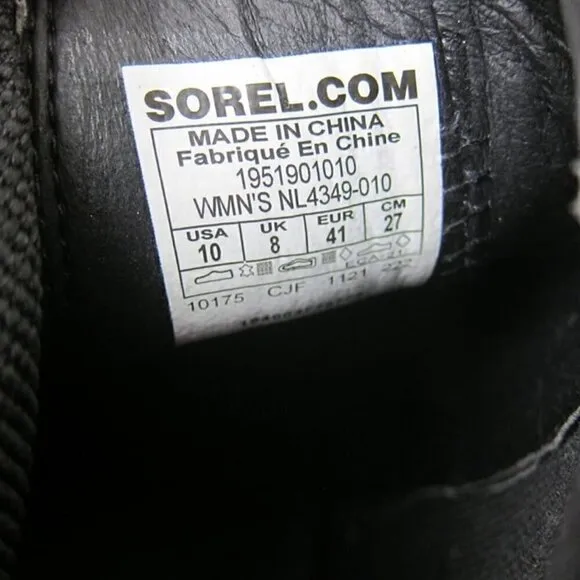 SOREL.COM
MADE IN CHINA
Fabriqué En Chine
1951901010
WMN'S NL4349-010
USA UK EUR CM
10 8 41 27
10175 CJF 1121